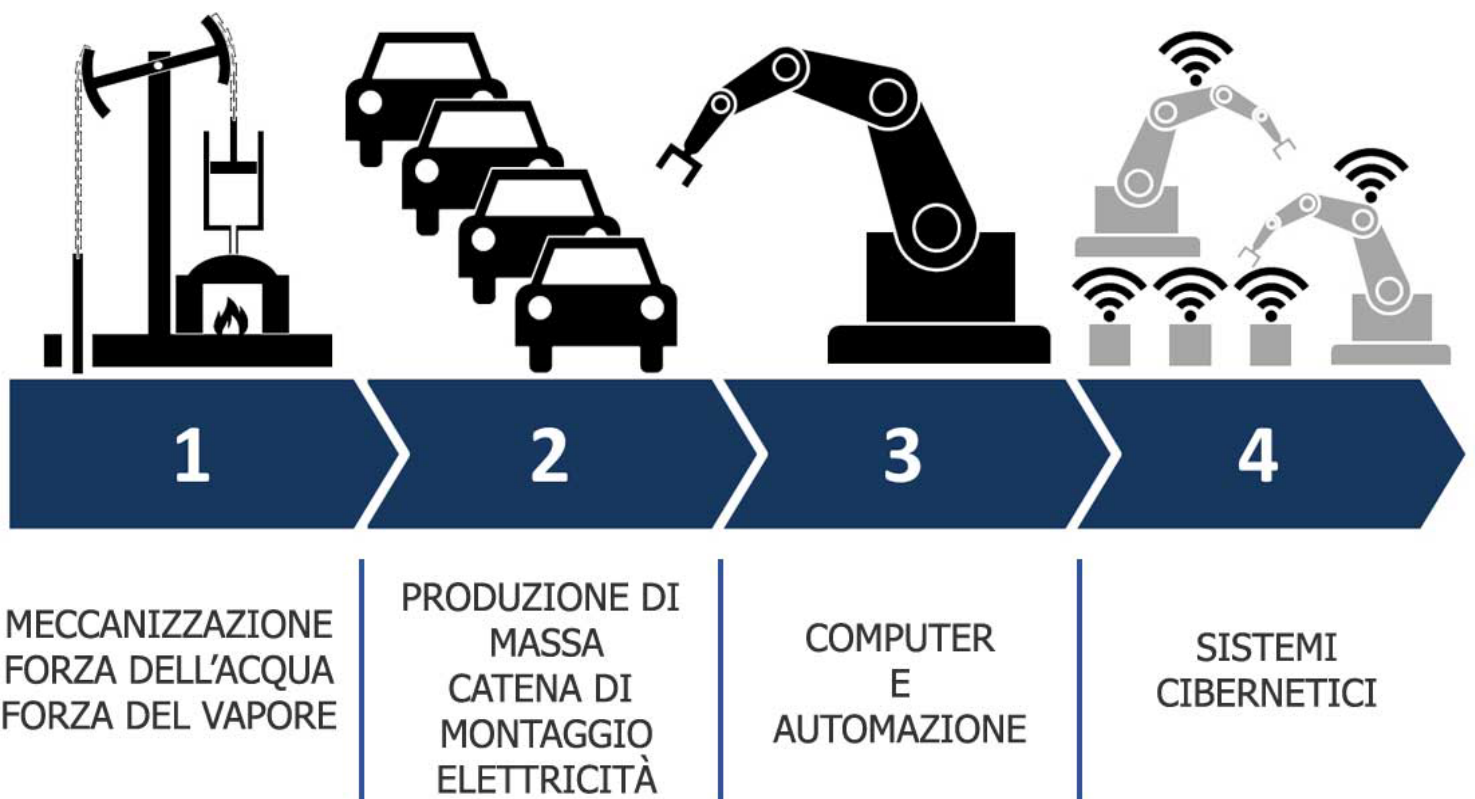 1
2
3
4
MECCANIZZAZIONE
FORZA DELL'ACQUA
FORZA DEL VAPORE
PRODUZIONE DI
MASSA
CATENA DI
MONTAGGIO
ELETTRICITÀ
COMPUTER
E
AUTOMAZIONE
SISTEMI
CIBERNETICI